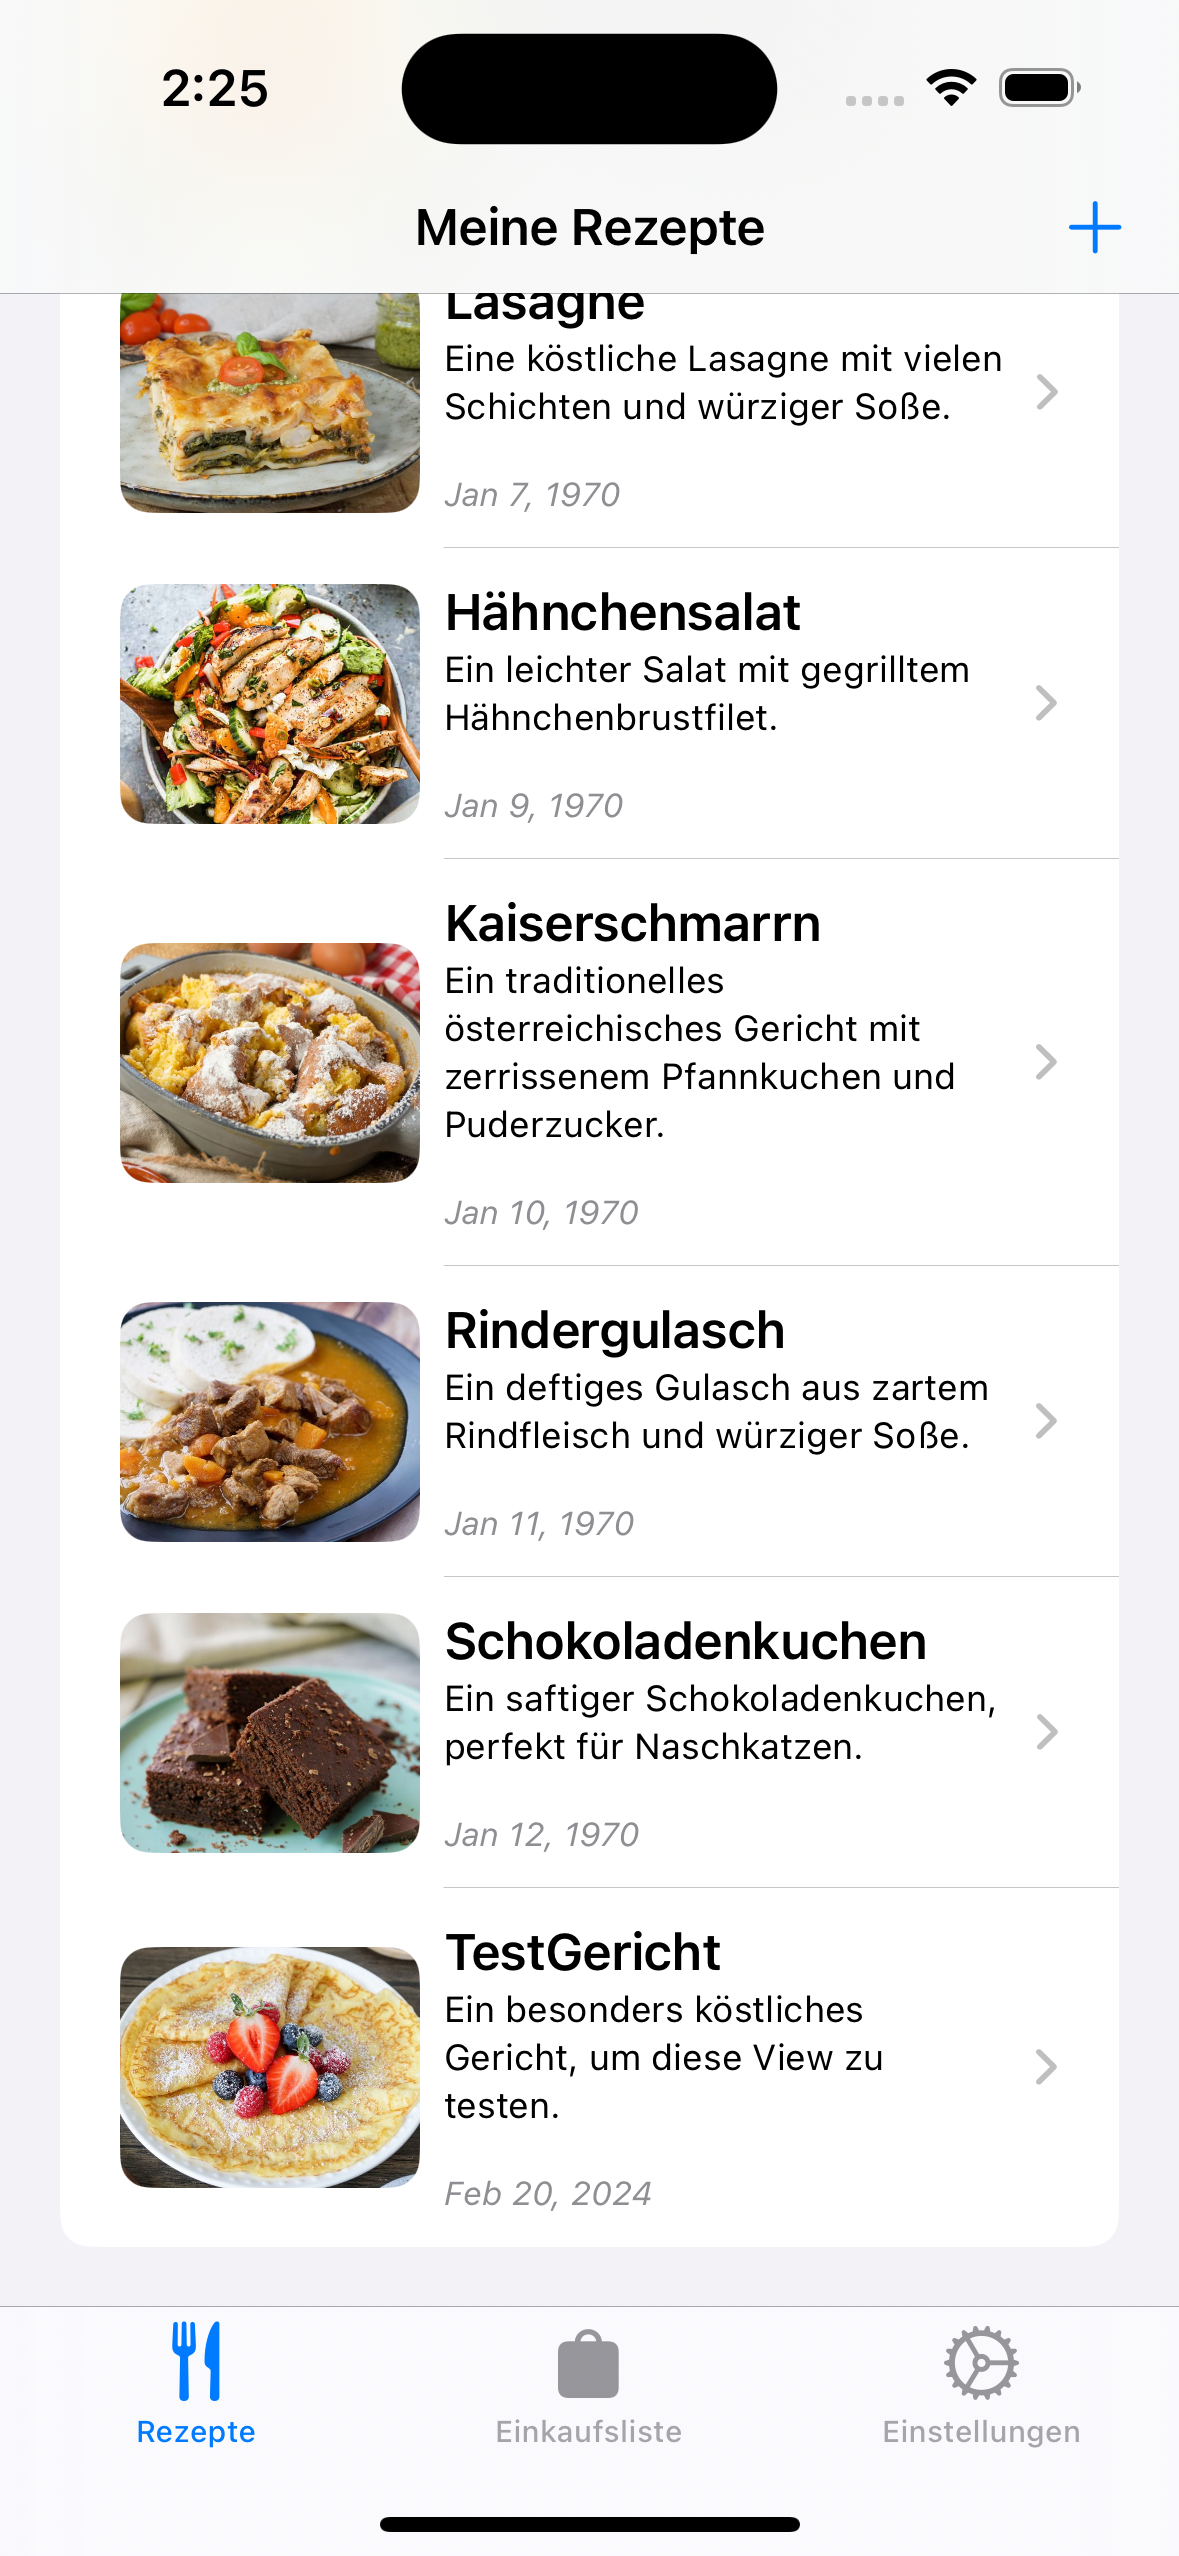 2:25
Meine Rezepte
Lasagne
Eine köstliche Lasagne mit vielen
Schichten und würziger Soße.
Jan 7, 1970
Hähnchensalat
Ein leichter Salat mit gegrilltem
Hähnchenbrustfilet.
Jan 9, 1970
Kaiserschmarrn
Ein traditionelles
österreichisches Gericht mit
zerrissenem Pfannkuchen und
Puderzucker.
Jan 10, 1970
Rindergulasch
Ein deftiges Gulasch aus zartem
Rindfleisch und würziger Soße.
Jan 11, 1970
Schokoladenkuchen
Ein saftiger Schokoladenkuchen,
perfekt für Naschkatzen.
Jan 12, 1970
TestGericht
Ein besonders köstliches
Gericht, um diese View zu
testen.
Feb 20, 2024
Rezepte
Einkaufsliste
Einstellungen